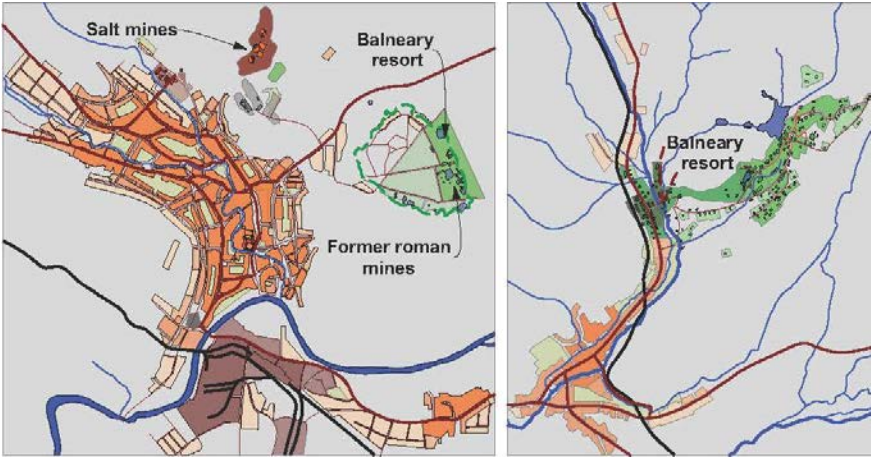 Salt mines
Balneary
resort
Former roman
mines
Balneary
resort